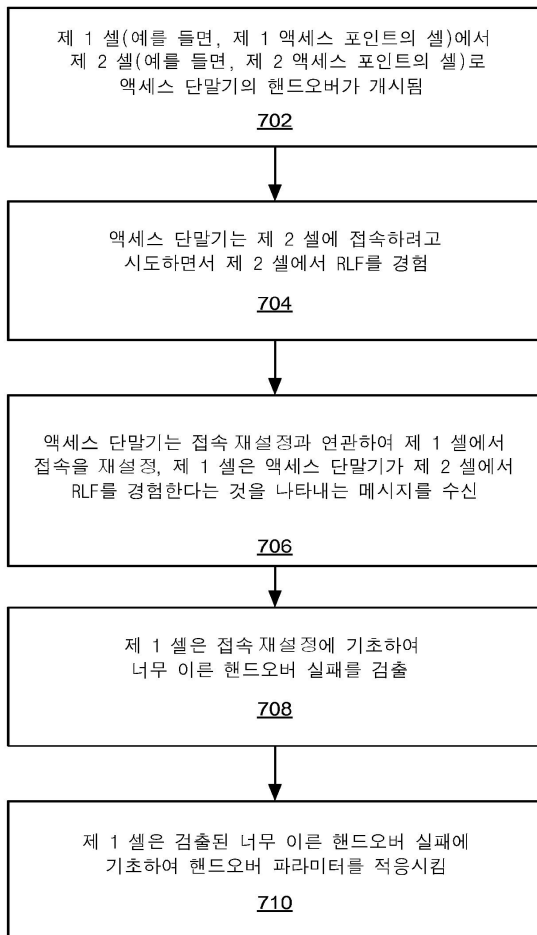 제 1 셀(예를 들면, 제 1 액세스 포인트의 셀)에서
제 2 셀(예를 들면, 제 2 액세스 포인트의 셀)로
액세스 단말기의 핸드오버가 개시됨
702
액세스 단말기는 제 2 셀에 접속하려고
시도하면서 제 2 셀에서 RLF를 경험
704
액세스 단말기는 접속 재설정과 연관하여 제 1 셀에서
접속을 재설정, 제 1 셀은 액세스 단말기가 제 2 셀에서
RLF를 경험한다는 것을 나타내는 메시지를 수신
706
제 1 셀은 접속 재설정에 기초하여
너무 이른 핸드오버 실패를 검출
708
제 1 셀은 검출된 너무 이른 핸드오버 실패에
기초하여 핸드오버 파라미터를 적응시킴
710